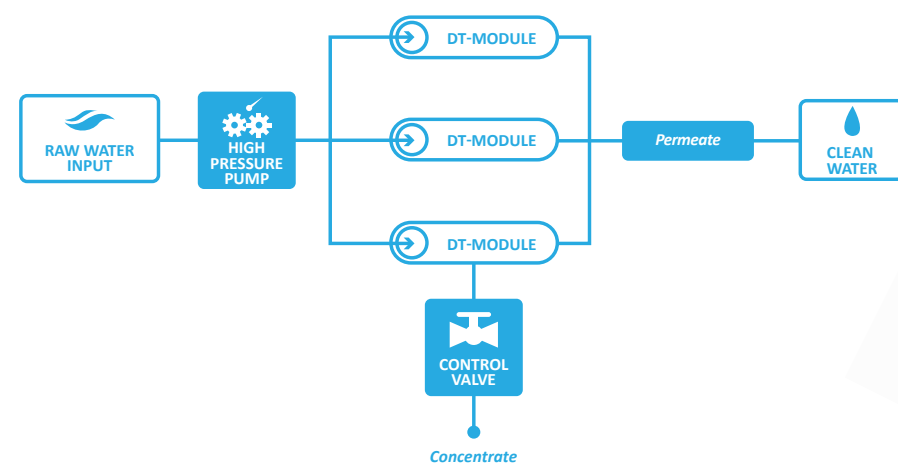 DT-MODULE
RAW WATER
INPUT
HIGH
PRESSURE
PUMP
DT-MODULE
Permeate
CLEAN
WATER
DT-MODULE
CONTROL
VALVE
Concentrate